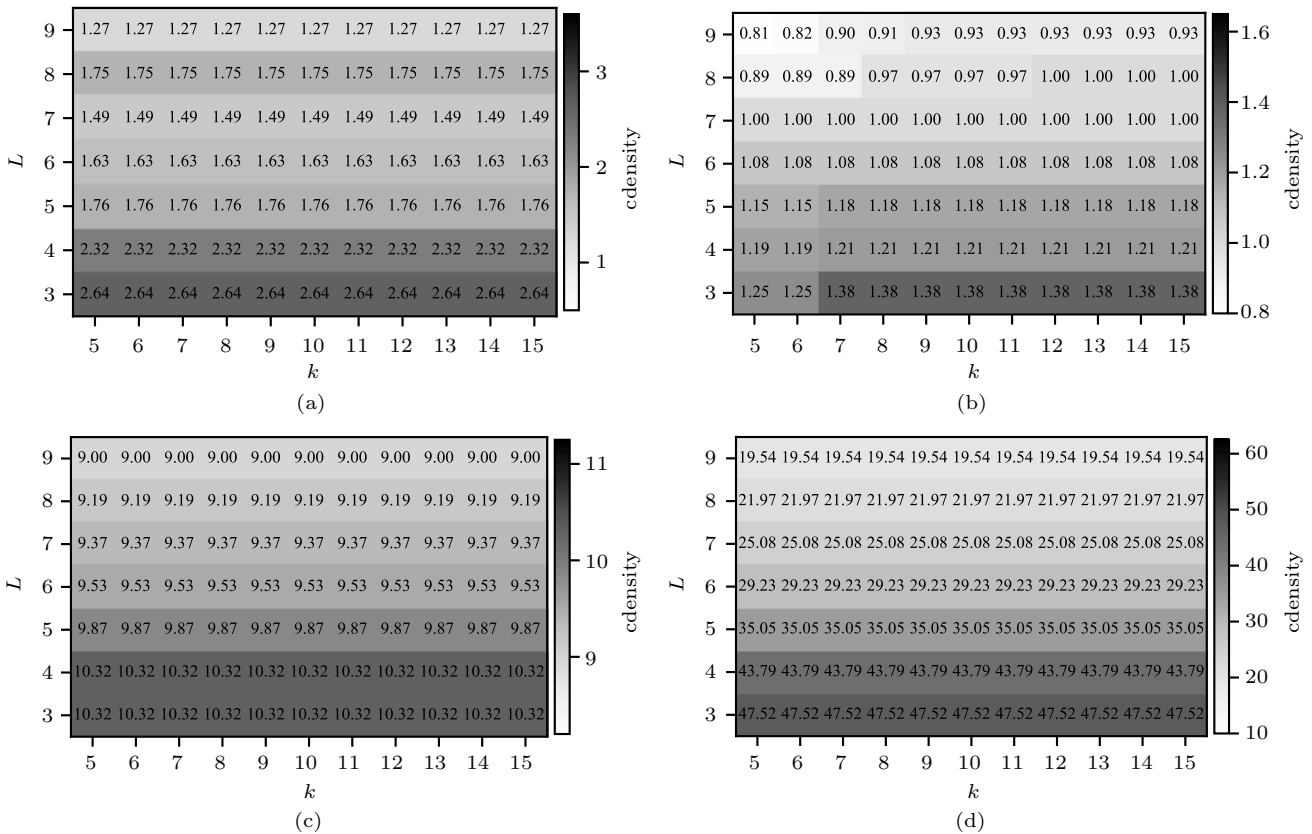 9 1.27 1.27 1.27 1.27 1.27 1.27 1.27 1.27 1.27 1.27 1.27
8 1.75 1.75 1.75 1.75 1.75 1.75 1.75 1.75 1.75 1.75 1.75
7 1.49 1.49 1.49 1.49 1.49 1.49 1.49 1.49 1.49 1.49 1.49
6 1.63 1.63 1.63 1.63 1.63 1.63 1.63 1.63 1.63 1.63 1.63
5 1.76 1.76 1.76 1.76 1.76 1.76 1.76 1.76 1.76 1.76 1.76
4 2.32 2.32 2.32 2.32 2.32 2.32 2.32 2.32 2.32 2.32 2.32
3 2.64 2.64 2.64 2.64 2.64 2.64 2.64 2.64 2.64 2.64 2.64
5 6 7 8 9 10 11 12 13 14 15
L
k
3
2
1
cdensity
(a)
9 0.81 0.82 0.90 0.91 0.93 0.93 0.93 0.93 0.93 0.93 0.93
8 0.89 0.89 0.89 0.97 0.97 0.97 0.97 1.00 1.00 1.00 1.00
7 1.00 1.00 1.00 1.00 1.00 1.00 1.00 1.00 1.00 1.00 1.00
6 1.08 1.08 1.08 1.08 1.08 1.08 1.08 1.08 1.08 1.08 1.08
5 1.15 1.15 1.18 1.18 1.18 1.18 1.18 1.18 1.18 1.18 1.18
4 1.19 1.19 1.21 1.21 1.21 1.21 1.21 1.21 1.21 1.21 1.21
3 1.25 1.25 1.38 1.38 1.38 1.38 1.38 1.38 1.38 1.38 1.38
5 6 7 8 9 10 11 12 13 14 15
L
k
1.6
1.4
1.2
1.0
0.8
cdensity
(b)
9 9.00 9.00 9.00 9.00 9.00 9.00 9.00 9.00 9.00 9.00 9.00
8 9.19 9.19 9.19 9.19 9.19 9.19 9.19 9.19 9.19 9.19 9.19
7 9.37 9.37 9.37 9.37 9.37 9.37 9.37 9.37 9.37 9.37 9.37
6 9.53 9.53 9.53 9.53 9.53 9.53 9.53 9.53 9.53 9.53 9.53
5 9.87 9.87 9.87 9.87 9.87 9.87 9.87 9.87 9.87 9.87 9.87
4 10.32 10.32 10.32 10.32 10.32 10.32 10.32 10.32 10.32 10.32 10.32
3 10.32 10.32 10.32 10.32 10.32 10.32 10.32 10.32 10.32 10.32 10.32
5 6 7 8 9 10 11 12 13 14 15
L
k
11
10
9
cdensity
(c)
9 19.54 19.54 19.54 19.54 19.54 19.54 19.54 19.54 19.54 19.54 19.54
8 21.97 21.97 21.97 21.97 21.97 21.97 21.97 21.97 21.97 21.97 21.97
7 25.08 25.08 25.08 25.08 25.08 25.08 25.08 25.08 25.08 25.08 25.08
6 29.23 29.23 29.23 29.23 29.23 29.23 29.23 29.23 29.23 29.23 29.23
5 35.05 35.05 35.05 35.05 35.05 35.05 35.05 35.05 35.05 35.05 35.05
4 43.79 43.79 43.79 43.79 43.79 43.79 43.79 43.79 43.79 43.79 43.79
3 47.52 47.52 47.52 47.52 47.52 47.52 47.52 47.52 47.52 47.52 47.52
5 6 7 8 9 10 11 12 13 14 15
L
k
60
50
40
30
20
10
cdensity
(d)